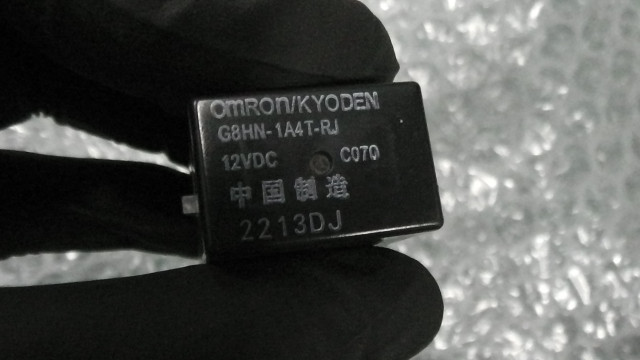 omron/KYODEN
G8HN-1A4T-RJ
12VDC C070
中国制造
2213DJ